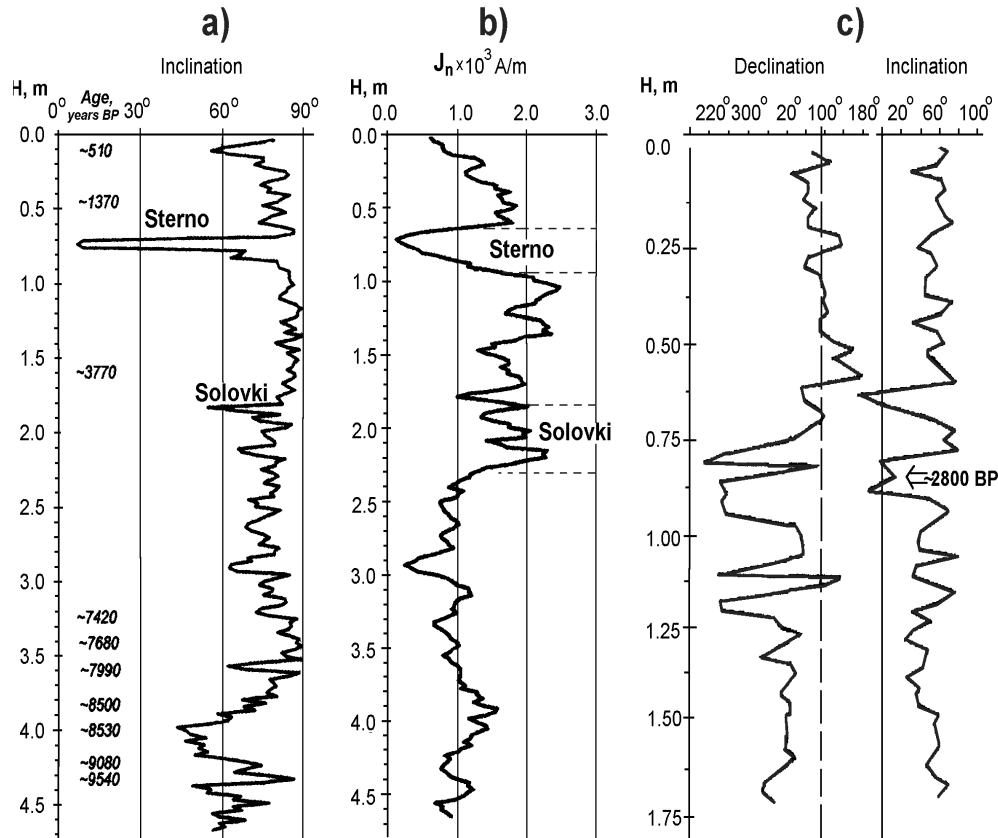 a)
b)
c)
Inclination
J_n×10³ A/m
Declination
Inclination
H, m
0° Age, years BP 30° 60° 90°
H, m
0.0 1.0 2.0 3.0
H, m
220° 300° 20° 100° 180° 20° 60° 100°
0.0
0.5
1.0
1.5
2.0
2.5
3.0
3.5
4.0
4.5
~510
~1370
Sterno
~3770
Solovki
~7420
~7680
~7990
~8500
~8530
~9080
~9540
0.0
0.5
1.0
1.5
2.0
2.5
3.0
3.5
4.0
4.5
Sterno
Solovki
0.0
0.25
0.50
0.75
1.00
1.25
1.50
1.75
~2800 BP